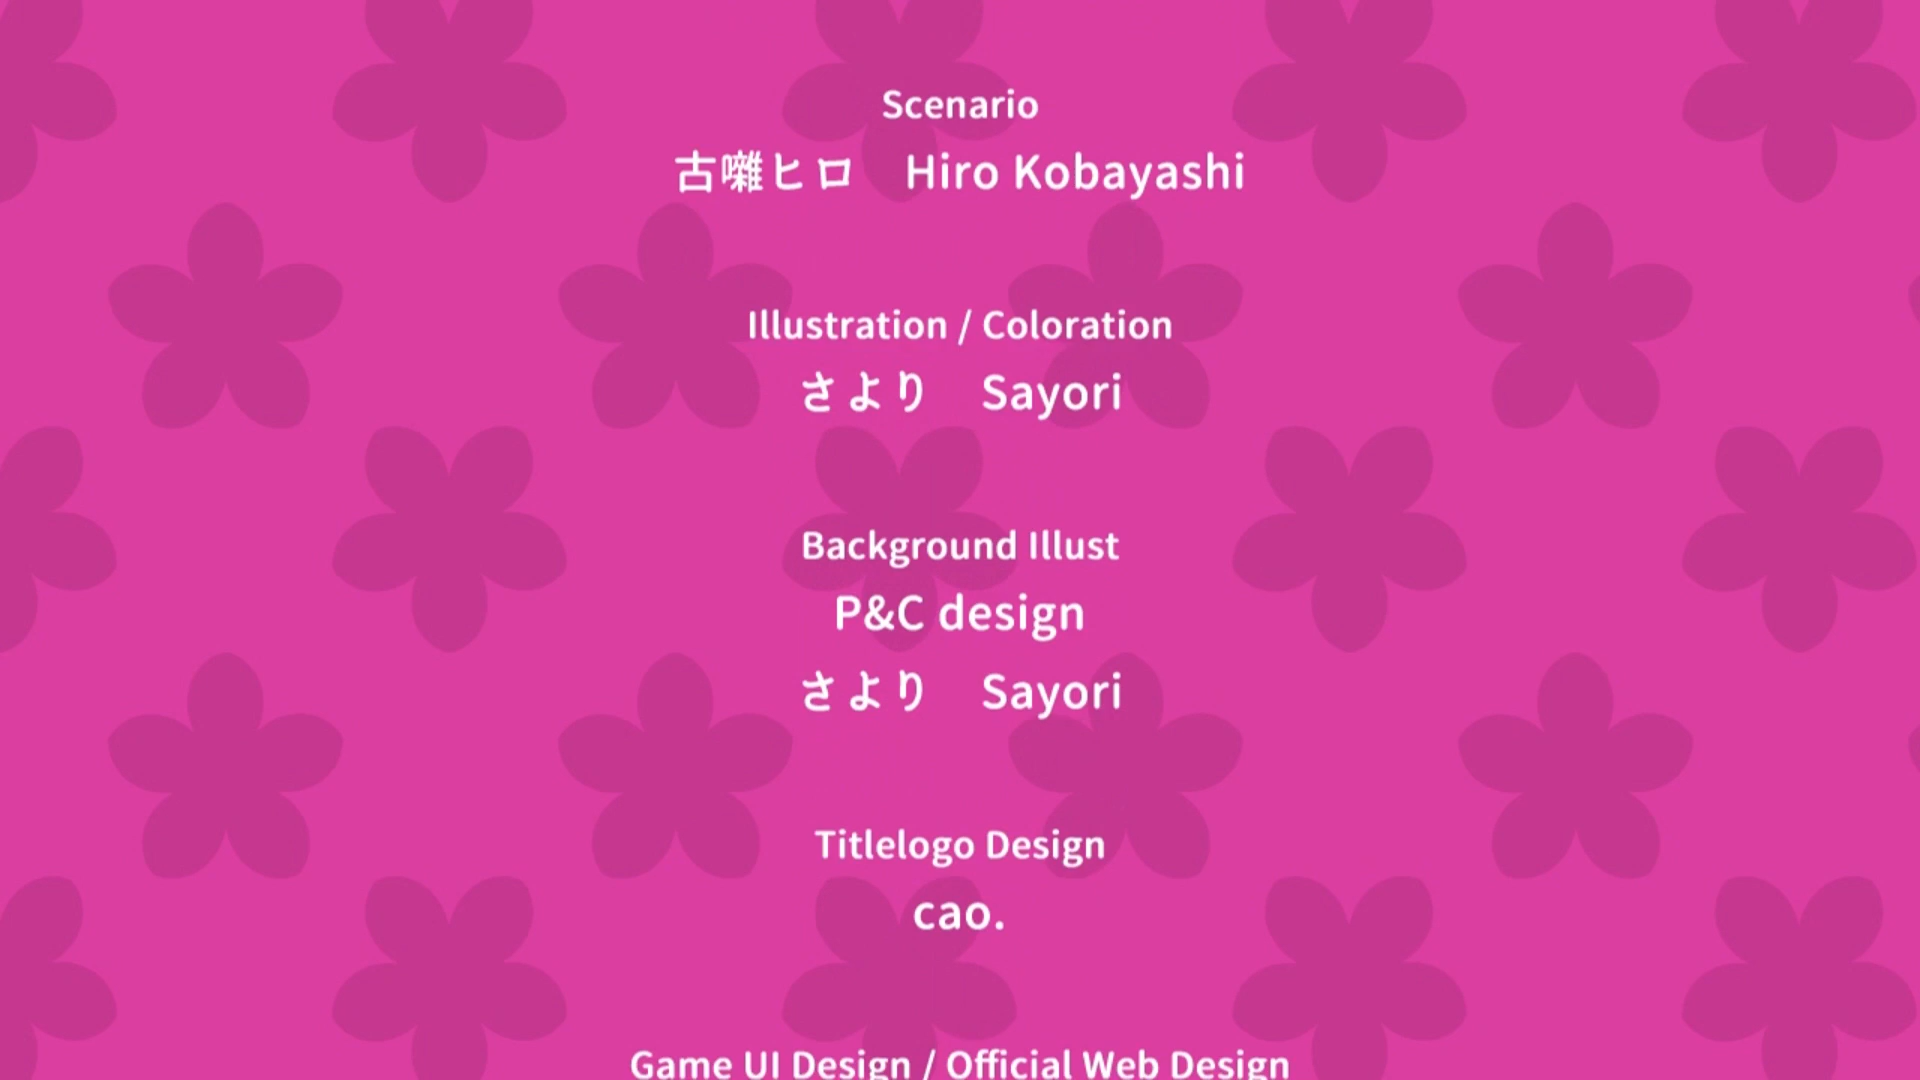 Scenario
古囃ヒロ　Hiro Kobayashi
Illustration / Coloration
さより　Sayori
Background Illust
P&C design
さより　Sayori
Titlelogo Design
cao.
Game UI Design / Official Web Design